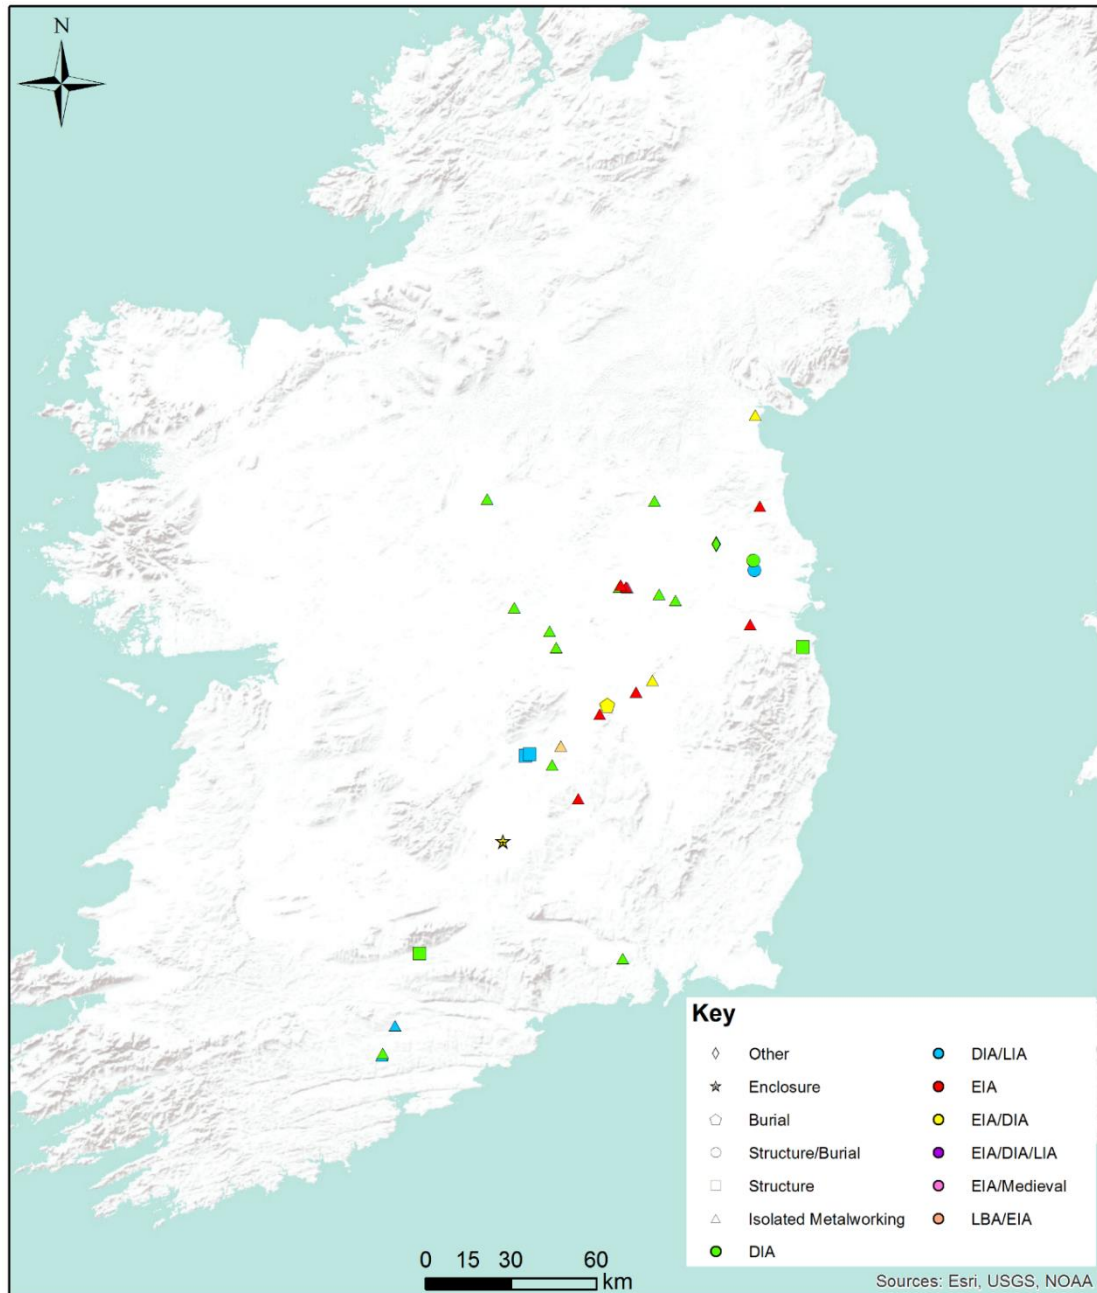 N
Key
Other
Enclosure
Burial
Structure/Burial
Structure
Isolated Metalworking
DIA
DIA/LIA
EIA
EIA/DIA
EIA/DIA/LIA
EIA/Medieval
LBA/EIA
0 15 30 60
km
Sources: Esri, USGS, NOAA